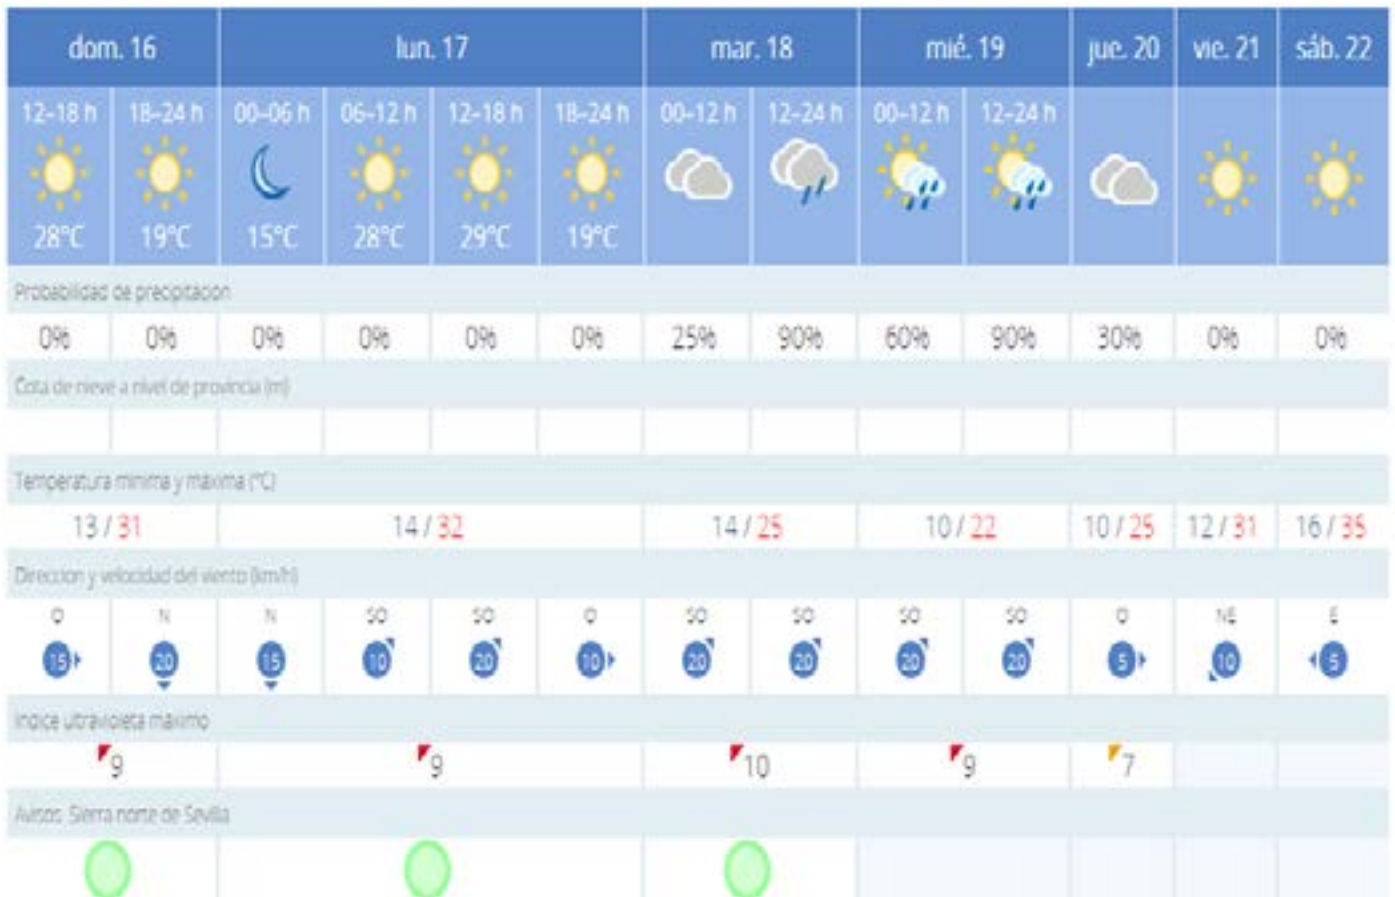 dom. 16 lun. 17 mar. 18 mié. 19 jue. 20 vie. 21 sáb. 22
12-18 h 18-24 h 00-06 h 06-12 h 12-18 h 18-24 h 00-12 h 12-24 h 00-12 h 12-24 h
28°C 19°C 15°C 28°C 29°C 19°C
Probabilidad de precipitacion
0% 0% 0% 0% 0% 0% 25% 90% 60% 90% 30% 0% 0%
Cota de nieve a nivel de provincia (m)
Temperatura mínima y máxima (°C)
13 / 31 14 / 32 14 / 25 10 / 22 10 / 25 12 / 31 16 / 35
Direccion y velocidad del viento (km/h)
O N N SO SO O SO SO SO SO O NE E
15 20 15 10 20 10 20 20 20 20 5 10 5
Indice ultravioleta maximo
9 9 10 9 7
Avisos. Sierra norte de Sevilla